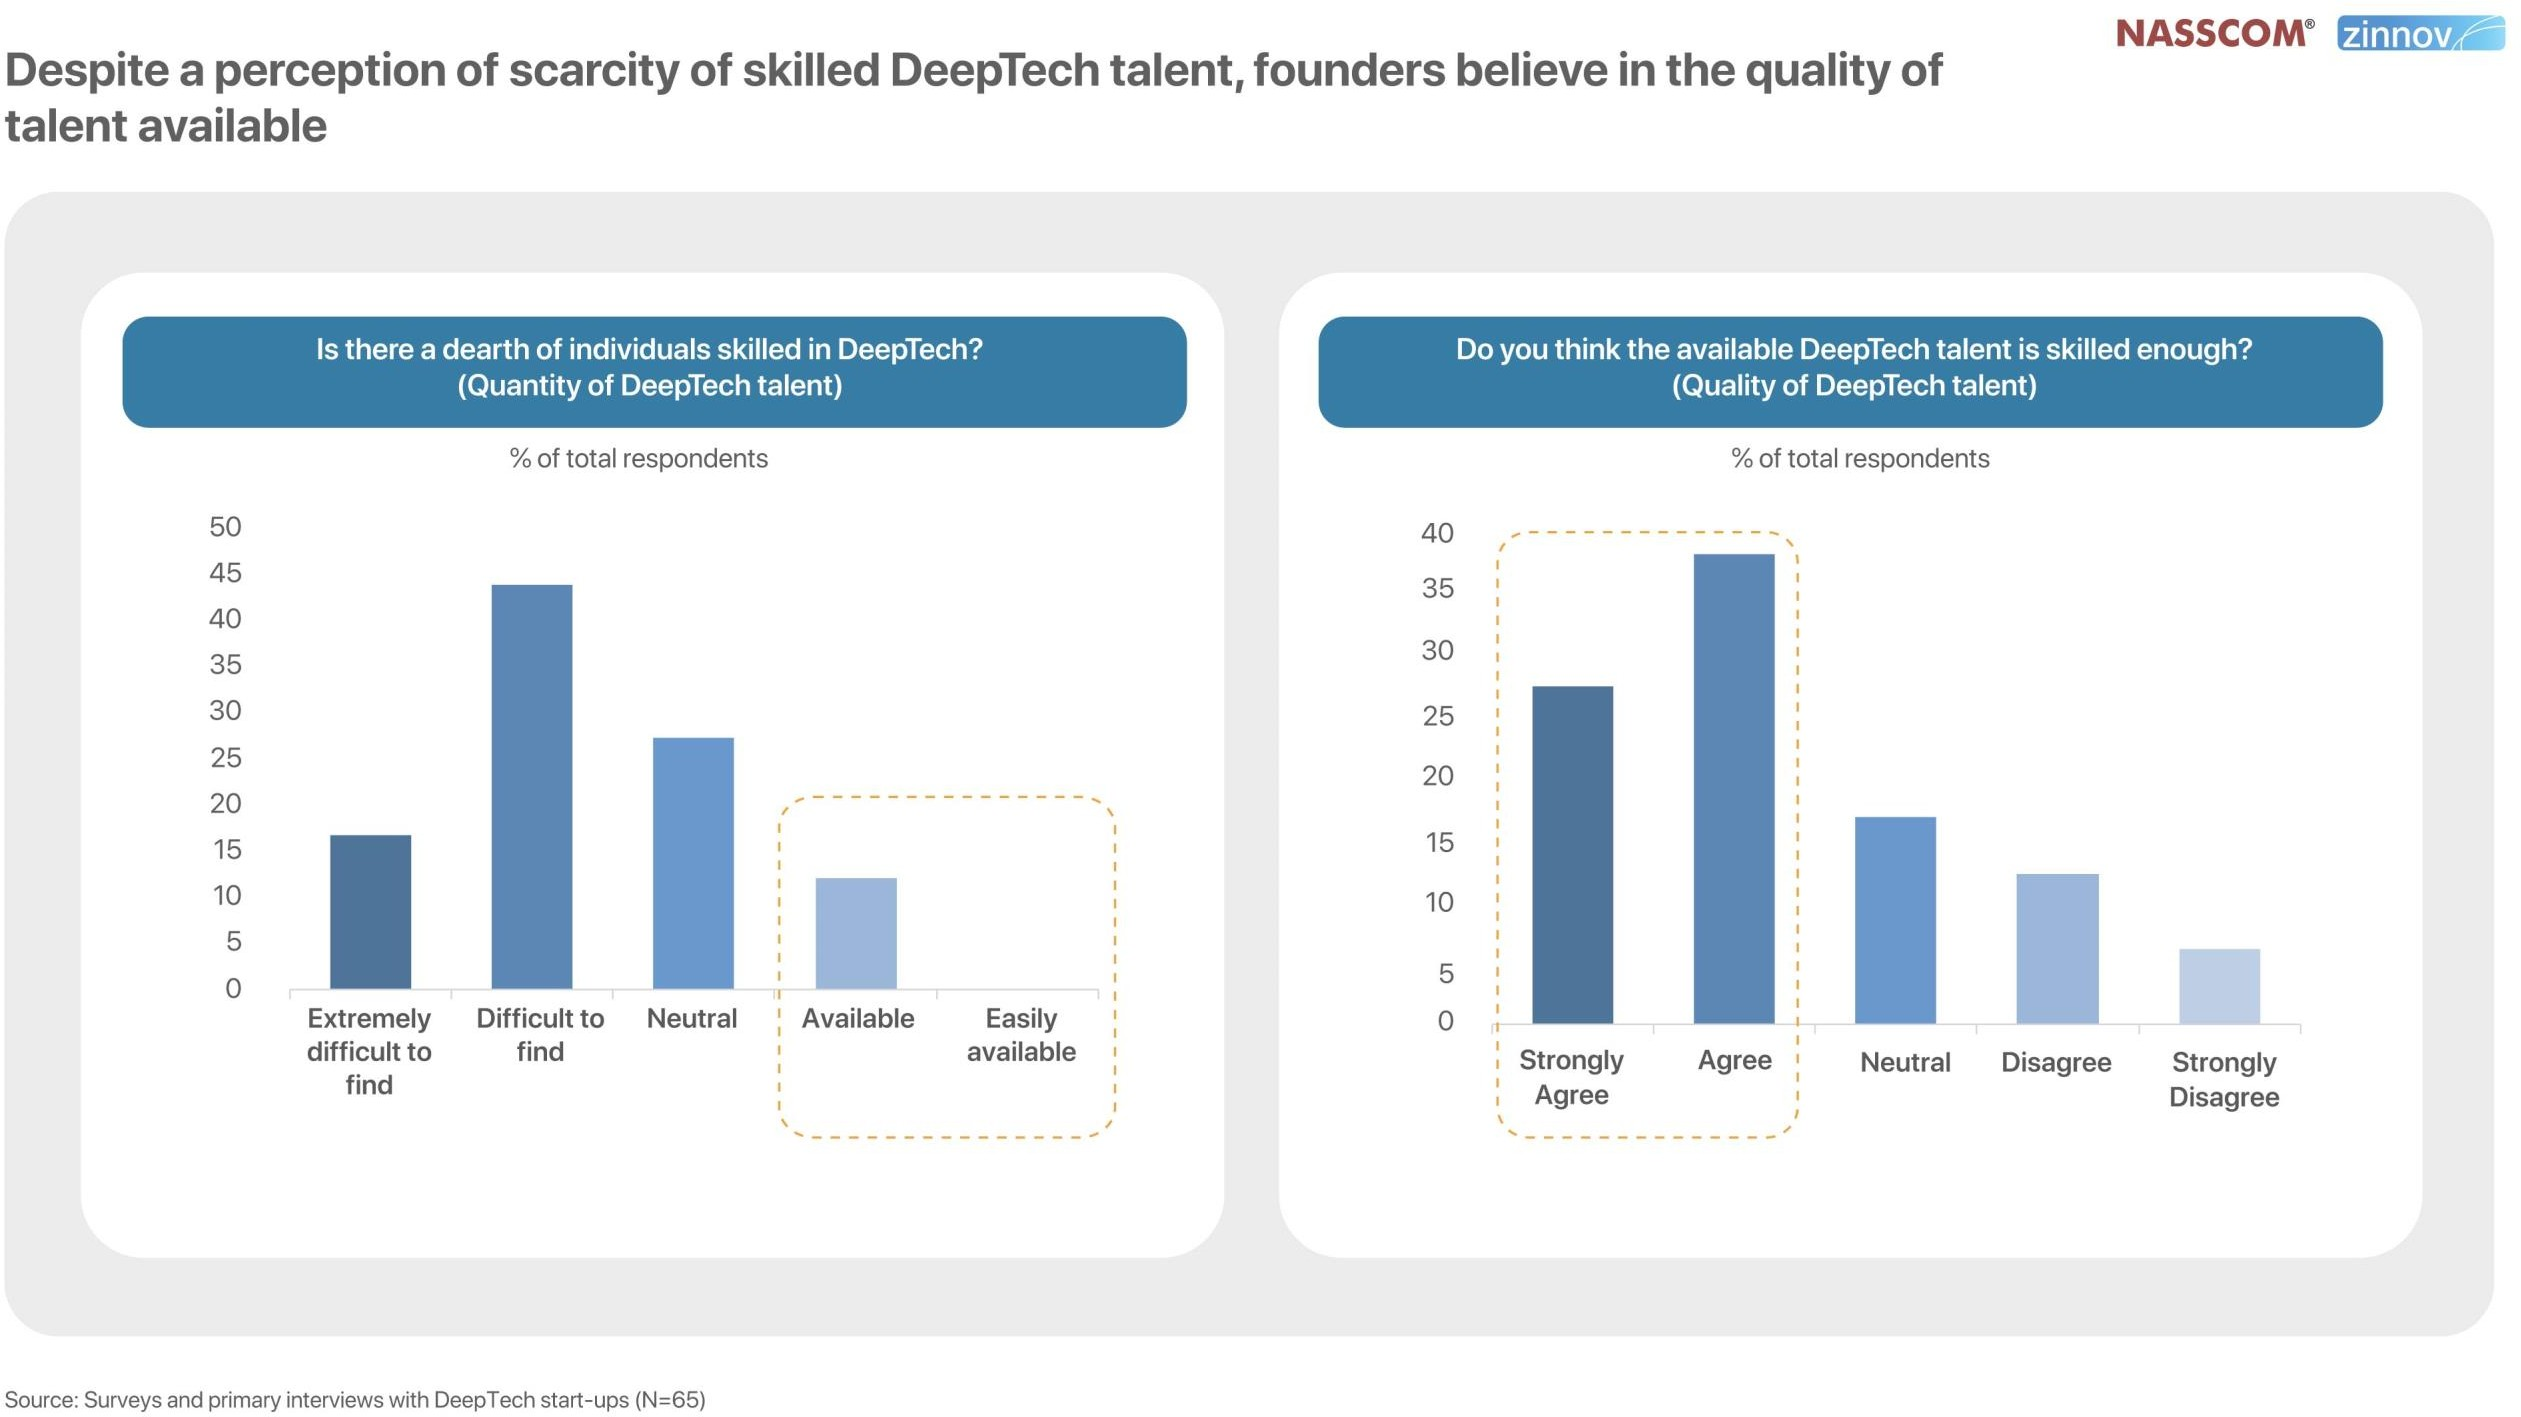 NASSCOM®
zinnov
Despite a perception of scarcity of skilled DeepTech talent, founders believe in the quality of
talent available
Is there a dearth of individuals skilled in DeepTech?
(Quantity of DeepTech talent)
% of total respondents
50
45
40
35
30
25
20
15
10
5
0
Extremely
difficult to
find
Difficult to
find
Neutral
Available
Easily
available
Do you think the available DeepTech talent is skilled enough?
(Quality of DeepTech talent)
% of total respondents
40
35
30
25
20
15
10
5
0
Strongly
Agree
Agree
Neutral
Disagree
Strongly
Disagree
Source: Surveys and primary interviews with DeepTech start-ups (N=65)